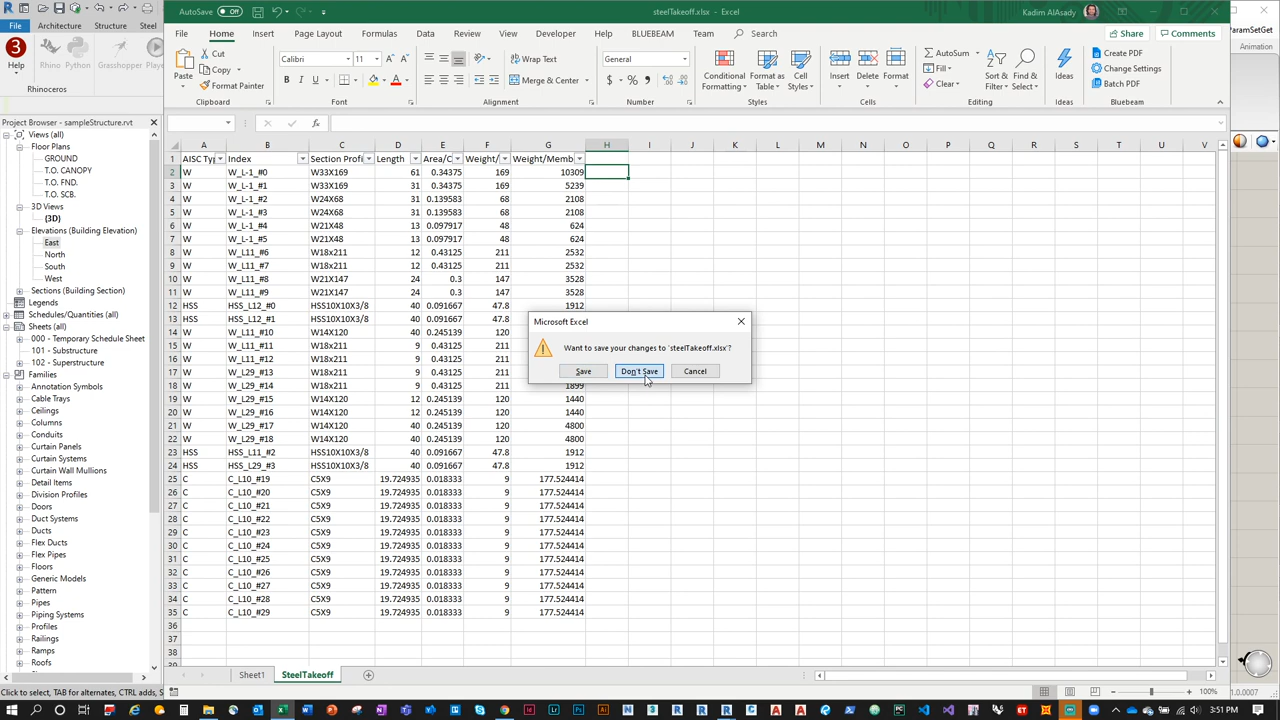 AutoSave Off
steelTakeoff.xlsx - Excel
Kadim AlAsady
File Architecture Structure Steel
File Home Insert Page Layout Formulas Data Review View Developer Help BLUEBEAM Team Search
Share Comments
ParamSetGet
Animation
Help Rhino Python Grasshopper Playe
Rhinoceros
Paste Cut Copy Format Painter
Clipboard
Calibri 11
Font
Wrap Text
Merge & Center
Alignment
General
Number
Conditional Formatting Format as Table Cell Styles
Styles
Insert Delete Format
Cells
AutoSum Fill Clear
Sort & Filter Find & Select
Editing
Ideas
Ideas
Create PDF
Change Settings
Batch PDF
Bluebeam
Project Browser - sampleStructure.rvt
Views (all)
Floor Plans
GROUND
T.O. CANOPY
T.O. FND.
T.O. SCB.
3D Views
(3D)
Elevations (Building Elevation)
East
North
South
West
Sections (Building Section)
Legends
Schedules/Quantities (all)
Sheets (all)
000 - Temporary Schedule Sheet
101 - Substructure
102 - Superstructure
Families
Annotation Symbols
Cable Trays
Ceilings
Columns
Conduits
Curtain Panels
Curtain Systems
Curtain Wall Mullions
Detail Items
Division Profiles
Doors
Duct Systems
Ducts
Flex Ducts
Flex Pipes
Floors
Generic Models
Pattern
Pipes
Piping Systems
Profiles
Railings
Ramps
Roofs
A B C D E F G H I J K L M N O P Q R S T U V
1 AISC Ty Index Section Profi Length Area/C Weight/ Weight/Memb
2 W W_L-1_#0 W33X169 61 0.34375 169 10309
3 W W_L-1_#1 W33X169 31 0.34375 169 5239
4 W W_L-1_#2 W24X68 31 0.139583 68 2108
5 W W_L-1_#3 W24X68 31 0.139583 68 2108
6 W W_L-1_#4 W21X48 13 0.097917 48 624
7 W W_L-1_#5 W21X48 13 0.097917 48 624
8 W W_L11_#6 W18x211 12 0.43125 211 2532
9 W W_L11_#7 W18x211 12 0.43125 211 2532
10 W W_L11_#8 W21X147 24 0.3 147 3528
11 W W_L11_#9 W21X147 24 0.3 147 3528
12 HSS HSS_L12_#0 HSS10X10X3/8 40 0.091667 47.8 1912
13 HSS HSS_L12_#1 HSS10X10X3/8 40 0.091667 47.8
14 W W_L11_#10 W14X120 40 0.245139 120
15 W W_L11_#11 W18x211 9 0.43125 211
16 W W_L11_#12 W18x211 9 0.43125 211
17 W W_L29_#13 W18x211 9 0.43125 211
18 W W_L29_#14 W18x211 9 0.43125 211 1899
19 W W_L29_#15 W14X120 12 0.245139 120 1440
20 W W_L29_#16 W14X120 12 0.245139 120 1440
21 W W_L29_#17 W14X120 40 0.245139 120 4800
22 W W_L29_#18 W14X120 40 0.245139 120 4800
23 HSS HSS_L11_#2 HSS10X10X3/8 40 0.091667 47.8 1912
24 HSS HSS_L29_#3 HSS10X10X3/8 40 0.091667 47.8 1912
25 C C_L10_#19 C5X9 19.724935 0.018333 9 177.524414
26 C C_L10_#20 C5X9 19.724935 0.018333 9 177.524414
27 C C_L10_#21 C5X9 19.724935 0.018333 9 177.524414
28 C C_L10_#22 C5X9 19.724935 0.018333 9 177.524414
29 C C_L10_#23 C5X9 19.724935 0.018333 9 177.524414
30 C C_L10_#24 C5X9 19.724935 0.018333 9 177.524414
31 C C_L10_#25 C5X9 19.724935 0.018333 9 177.524414
32 C C_L10_#26 C5X9 19.724935 0.018333 9 177.524414
33 C C_L10_#27 C5X9 19.724935 0.018333 9 177.524414
34 C C_L10_#28 C5X9 19.724935 0.018333 9 177.524414
35 C C_L10_#29 C5X9 19.724935 0.018333 9 177.524414
36
37
38
39
Microsoft Excel
Want to save your changes to 'steelTakeoff.xlsx'?
Save Don't Save Cancel
Sheet1 SteelTakeoff
Click to select, TAB for alternates, CTRL adds, S
100%
1.0.0007
3:51 PM